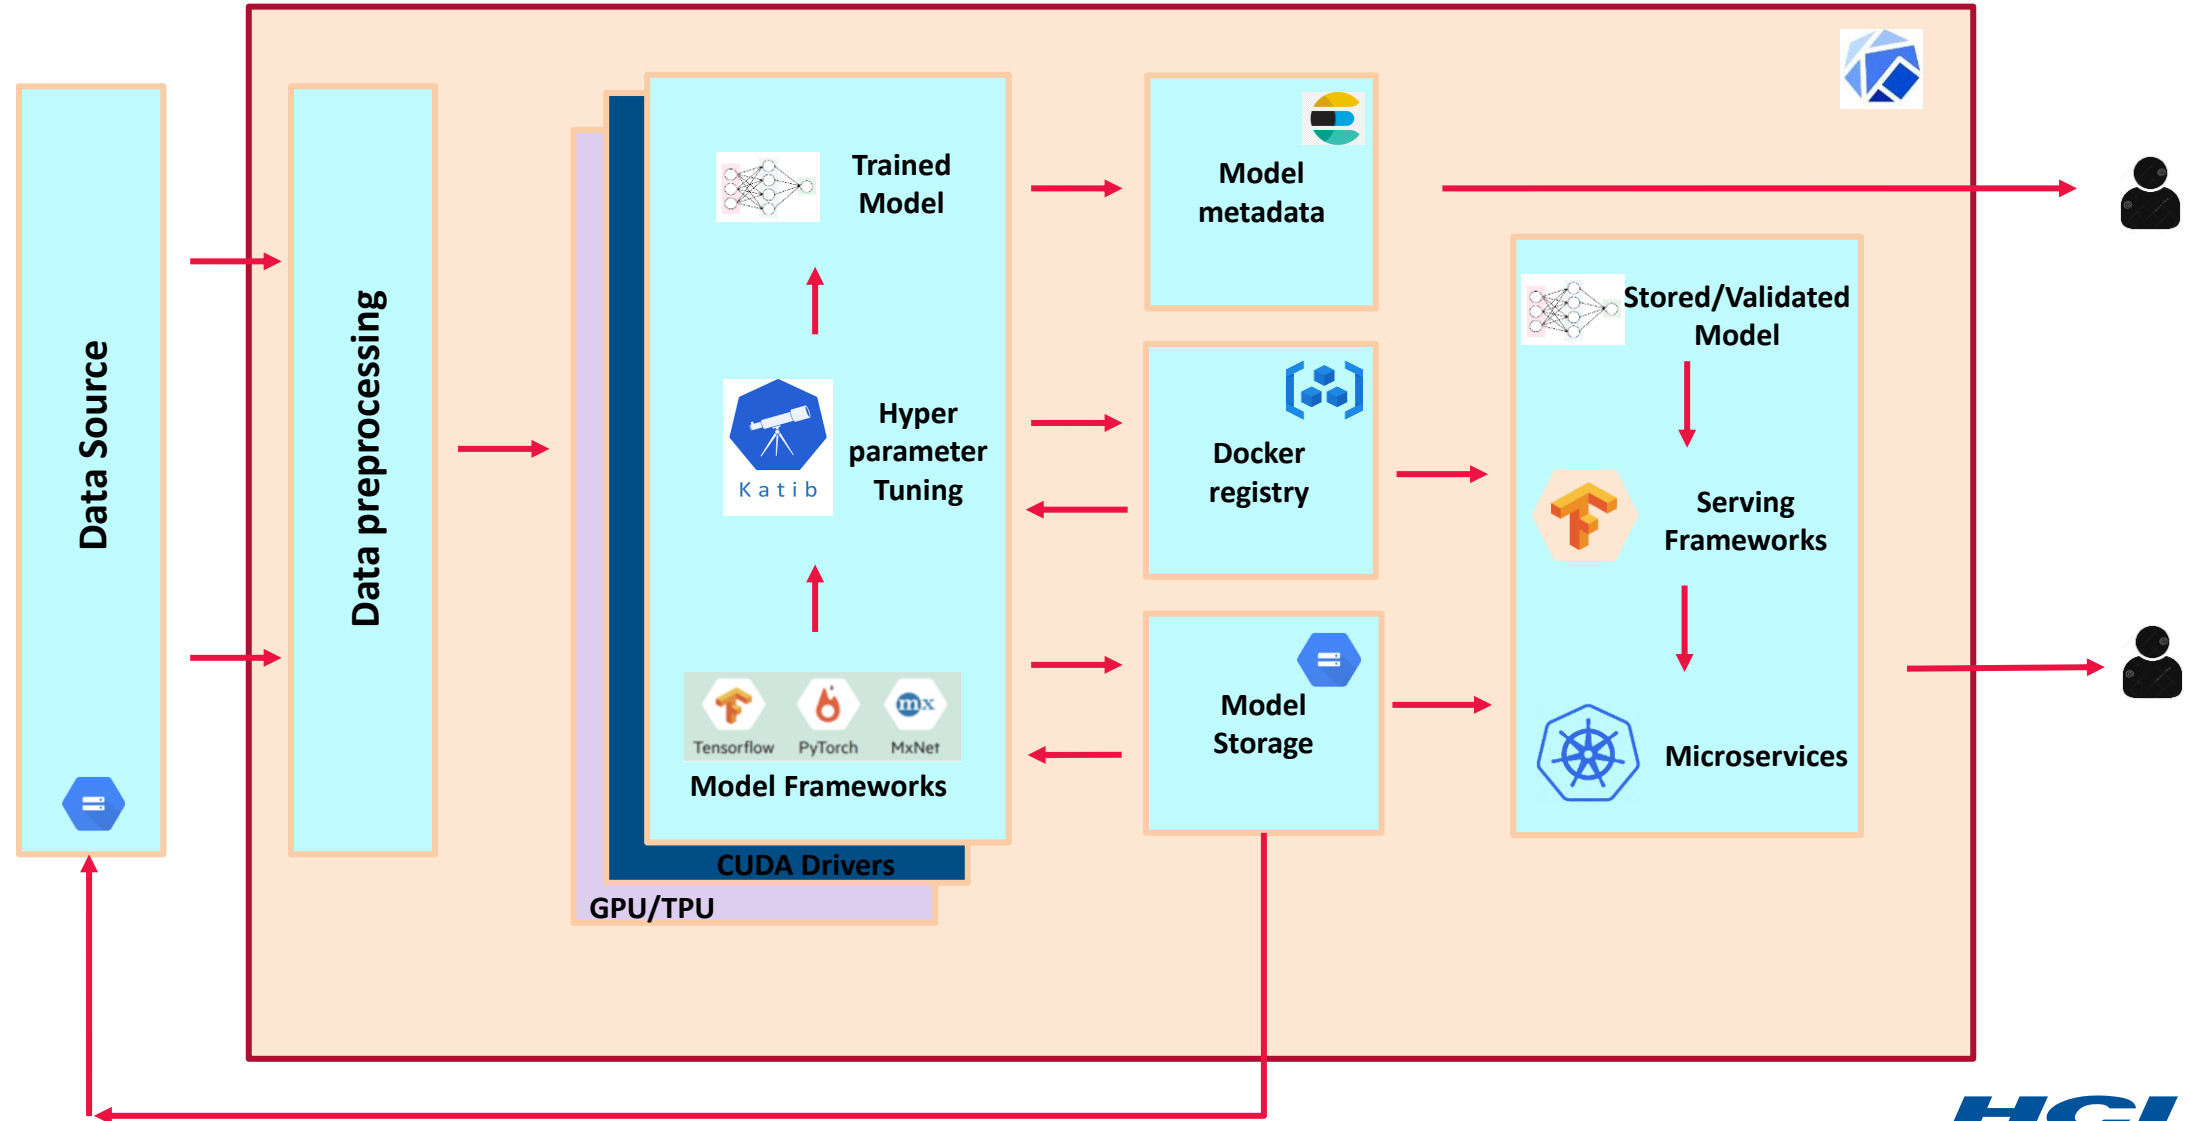 Data Source
Data preprocessing
Trained
Model
Hyper
parameter
Tuning
Katib
Tensorflow
PyTorch
MxNet
Model Frameworks
CUDA Drivers
GPU/TPU
Model
metadata
Docker
registry
Model
Storage
Stored/Validated
Model
Serving
Frameworks
Microservices